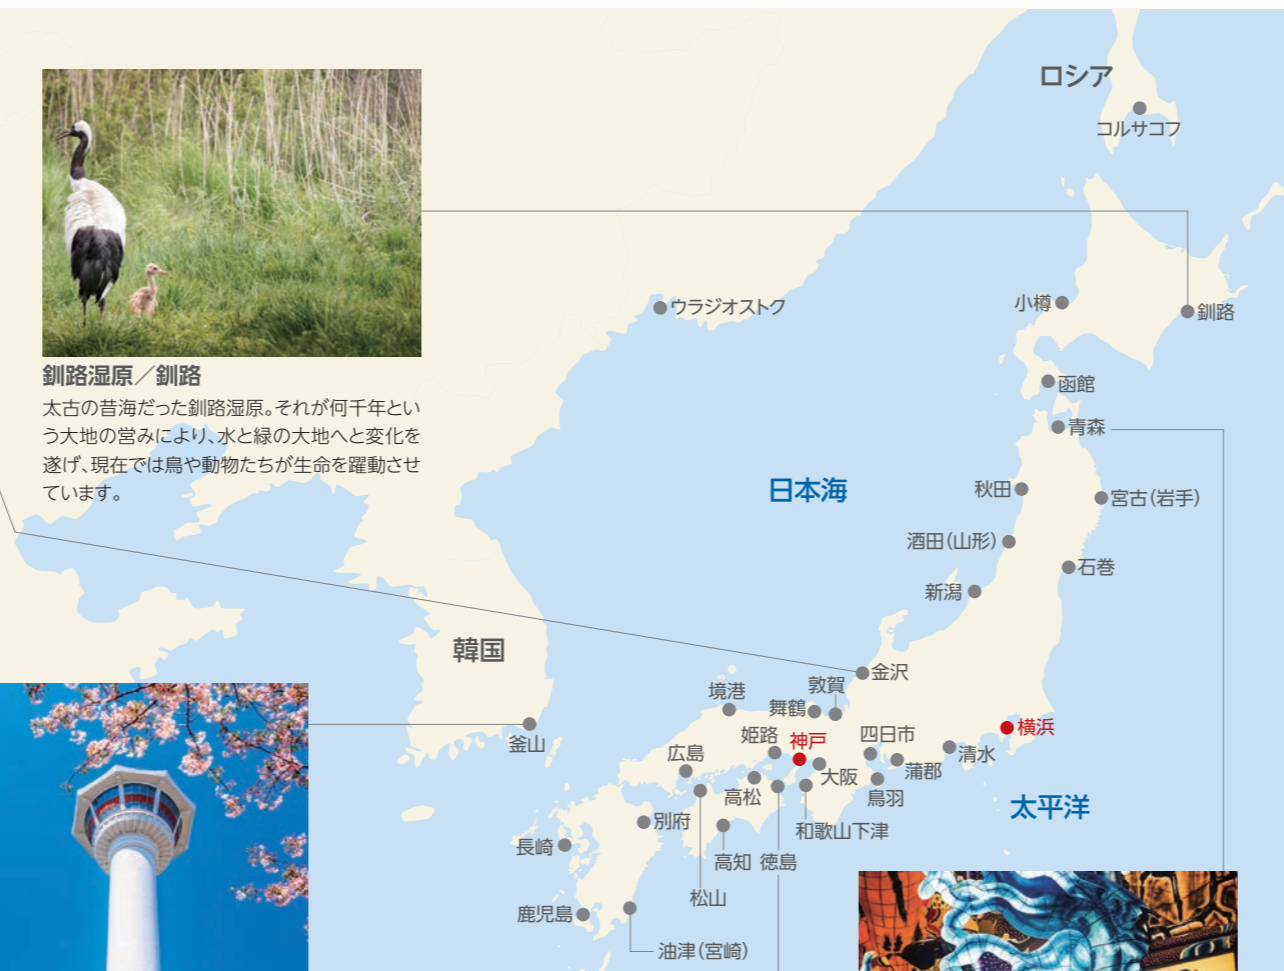 ロシア
コルサコフ
ウラジオストク
小樽
釧路
釧路湿原／釧路
太古の昔海だった釧路湿原。それが何千年とい
う大地の営みにより、水と緑の大地へと変化を
遂げ、現在では鳥や動物たちが生命を躍動させ
ています。
函館
青森
日本海
秋田
宮古（岩手）
酒田（山形）
石巻
新潟
韓国
金沢
敦賀
境港
舞鶴
釜山
姫路
神戸
四日市
横浜
広島
大阪
蒲郡
清水
高松
鳥羽
太平洋
別府
和歌山下津
長崎
高知
徳島
松山
鹿児島
油津（宮崎）